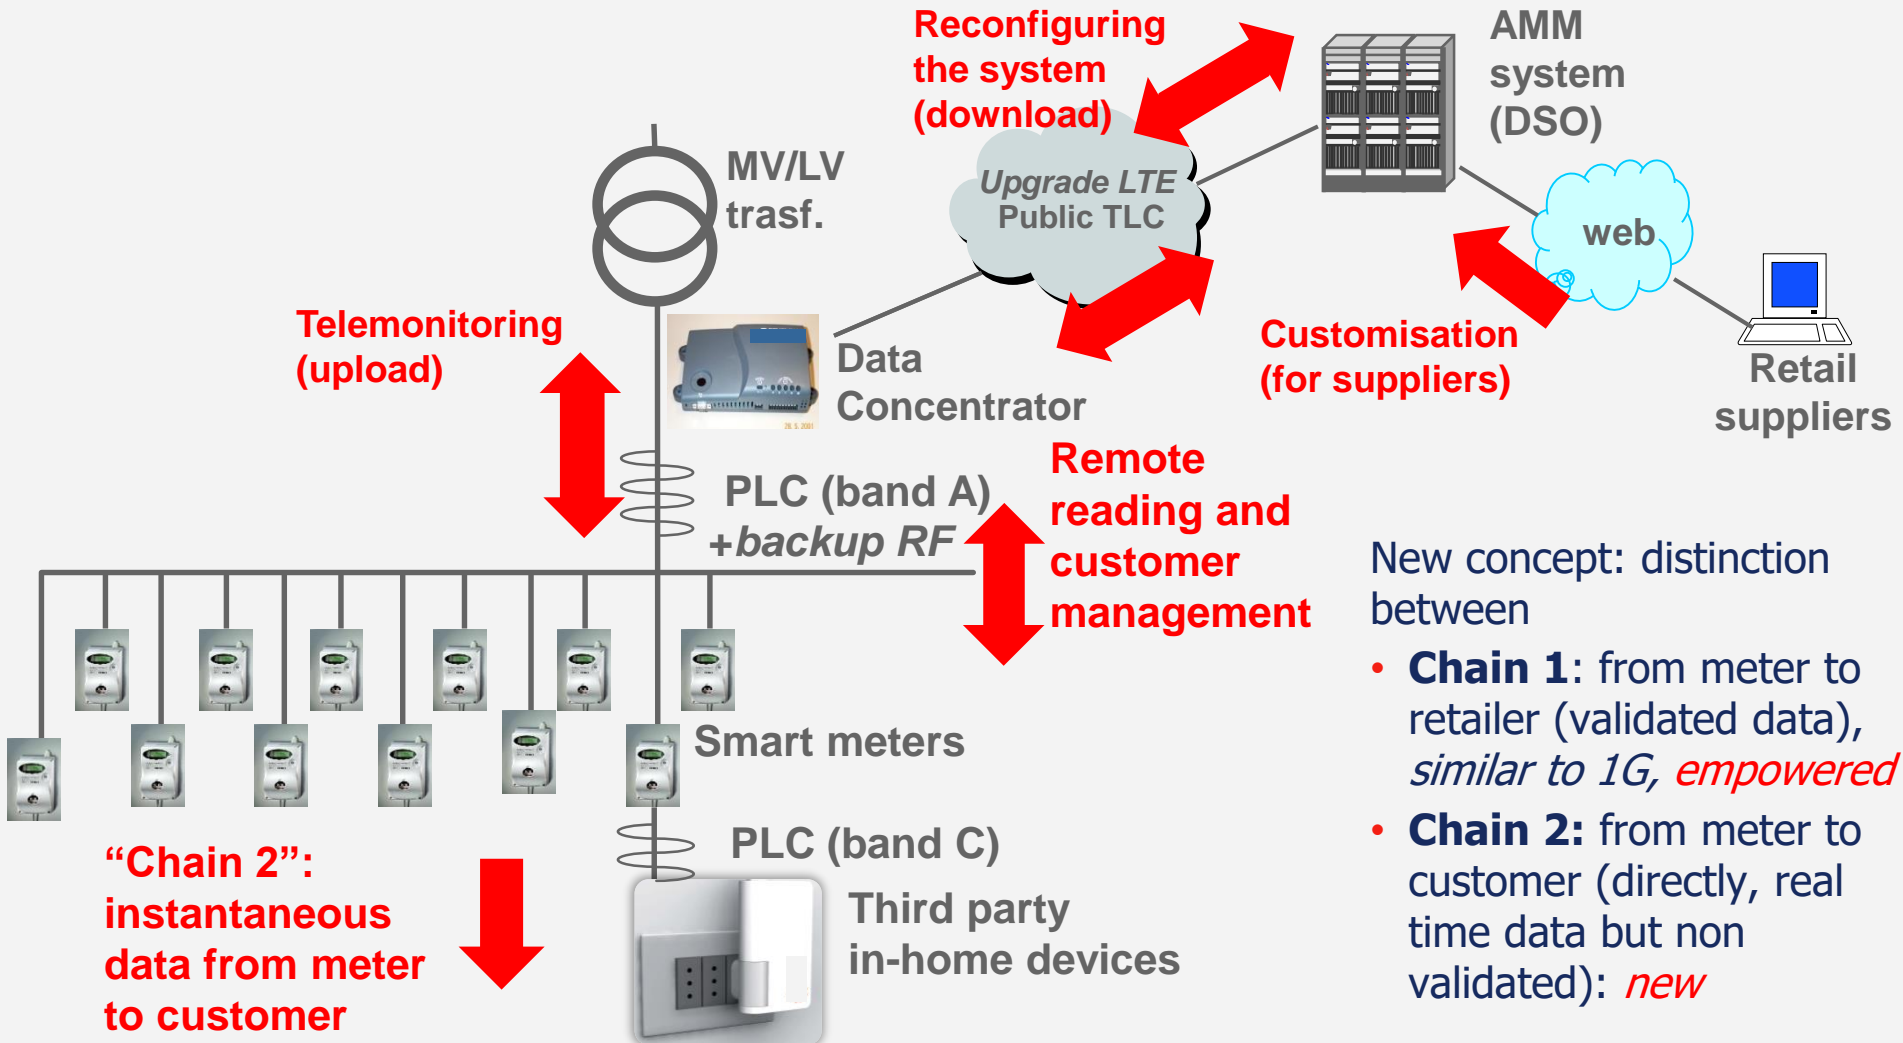 Reconfiguring
the system
(download)
AMM
system
(DSO)
MV/LV
trasf.
Upgrade LTE
Public TLC
web
Telemonitoring
(upload)
Data
Concentrator
28. 5. 2001
Customisation
(for suppliers)
Retail
suppliers
PLC (band A)
+backup RF
Remote
reading and
customer
management
Smart meters
PLC (band C)
Third party
in-home devices
“Chain 2”:
instantaneous
data from meter
to customer
New concept: distinction
between
• Chain 1: from meter to
retailer (validated data),
similar to 1G, empowered
• Chain 2: from meter to
customer (directly, real
time data but non
validated): new